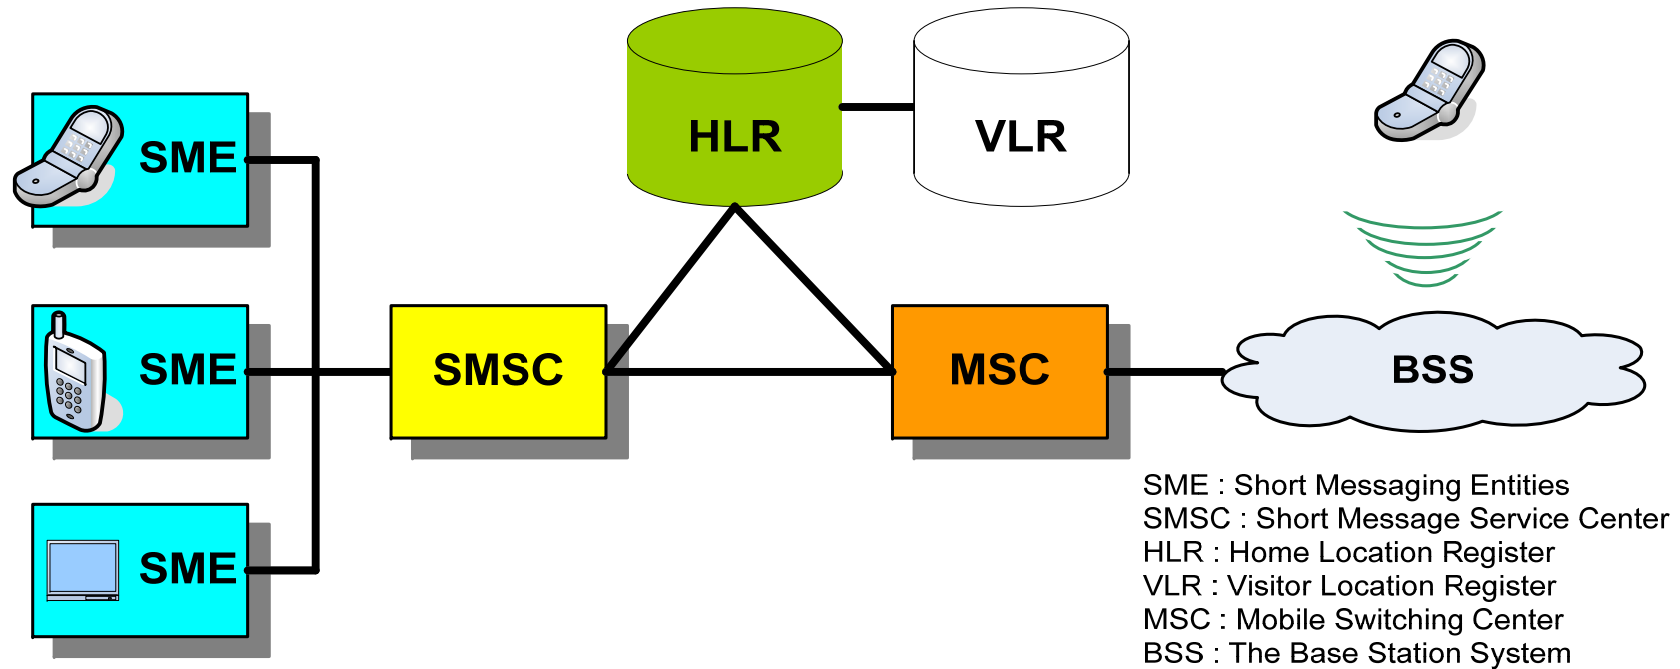 HLR
VLR
SME
SME
SMSC
MSC
BSS
SME
SME : Short Messaging Entities
SMSC : Short Message Service Center
HLR : Home Location Register
VLR : Visitor Location Register
MSC : Mobile Switching Center
BSS : The Base Station System